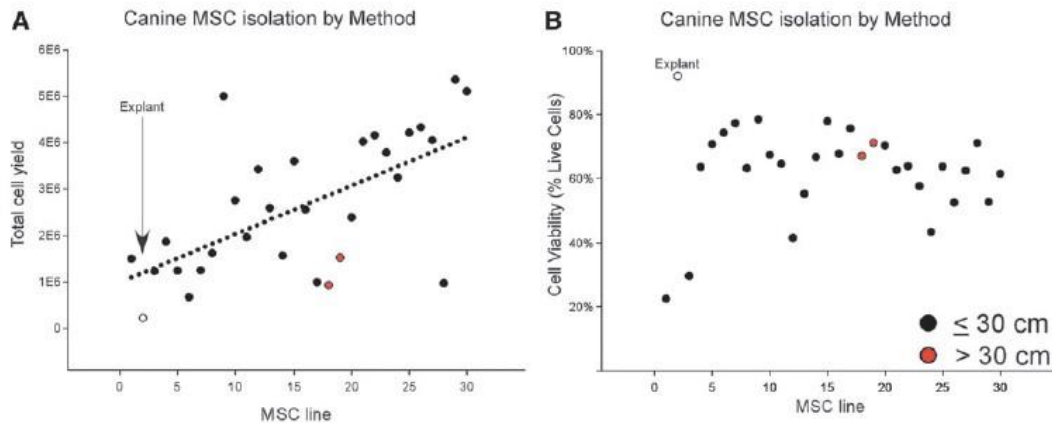 A
Canine MSC isolation by Method
6E6
5E6
4E6
3E6
2E6
1E6
0
Total cell yield
Explant
0 5 10 15 20 25 30
MSC line
B
Canine MSC isolation by Method
100%
80%
60%
40%
20%
Cell Viability (% Live Cells)
Explant
≤ 30 cm
> 30 cm
0 5 10 15 20 25 30
MSC line